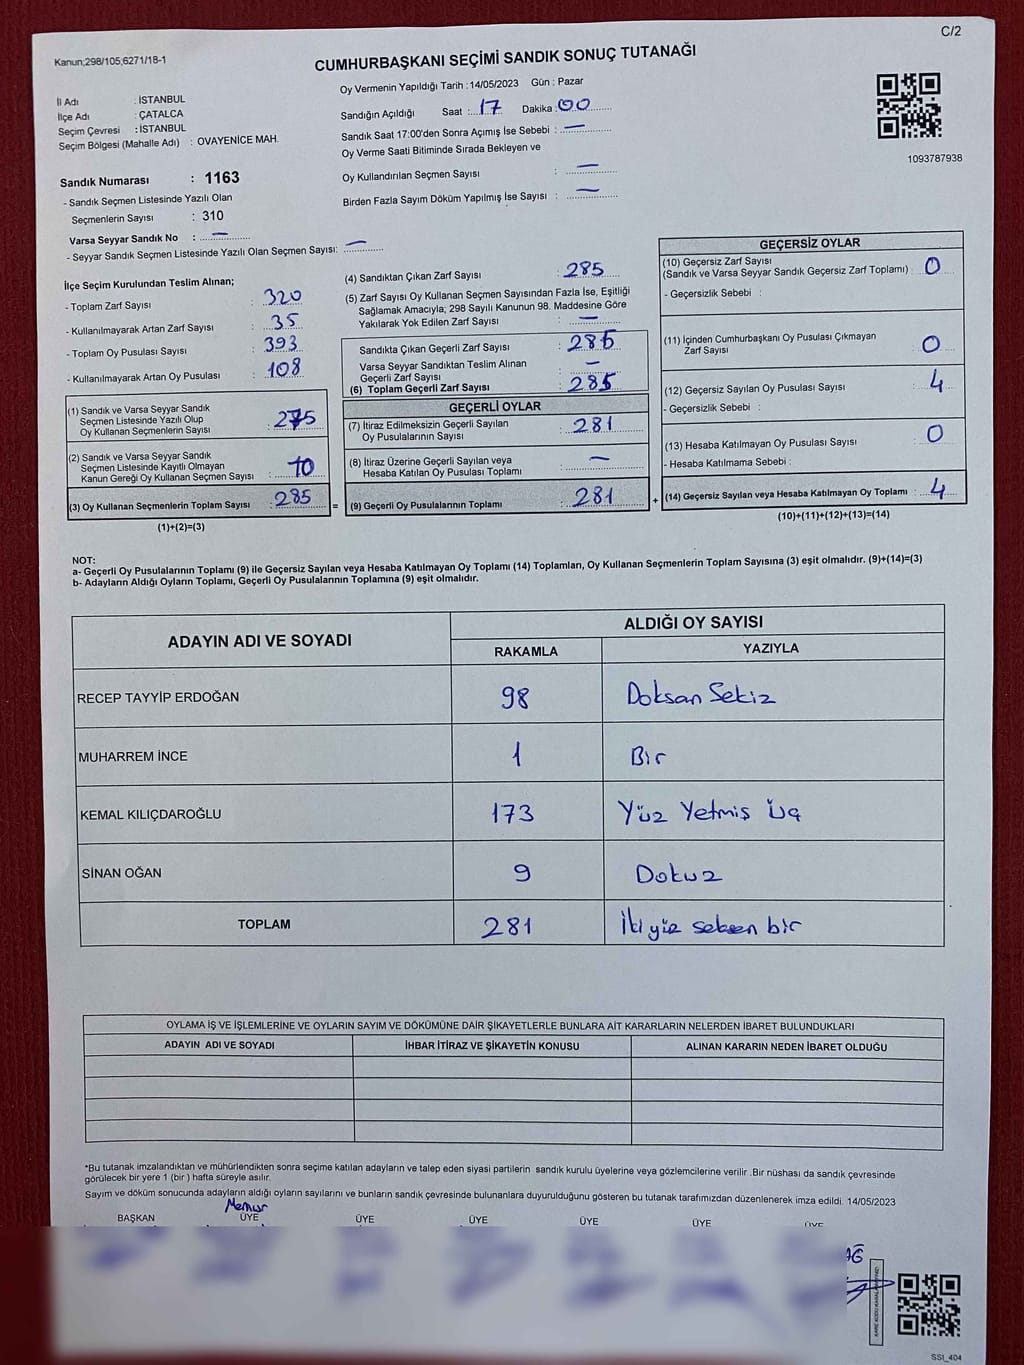 C/2
Kanun;298/105;6271/18-1
CUMHURBAŞKANI SEÇİMİ SANDIK SONUÇ TUTANAĞI
İl Adı : İSTANBUL
İlçe Adı : ÇATALCA
Seçim Çevresi : İSTANBUL
Seçim Bölgesi (Mahalle Adı) : OVAYENİCE MAH.
Sandık Numarası : 1163
- Sandık Seçmen Listesinde Yazılı Olan
Seçmenlerin Sayısı : 310
Varsa Seyyar Sandık No : —
- Seyyar Sandık Seçmen Listesinde Yazılı Olan Seçmen Sayısı: —
Oy Vermenin Yapıldığı Tarih :14/05/2023 Gün : Pazar
Sandığın Açıldığı Saat : 17 Dakika : 00
Sandık Saat 17:00'den Sonra Açımış İse Sebebi : —
Oy Verme Saati Bitiminde Sırada Bekleyen ve
Oy Kullandırılan Seçmen Sayısı : —
Birden Fazla Sayım Döküm Yapılmış İse Sayısı : —
1093787938
İlçe Seçim Kurulundan Teslim Alınan;
- Toplam Zarf Sayısı : 320
- Kullanılmayarak Artan Zarf Sayısı : 35
- Toplam Oy Pusulası Sayısı : 393
- Kullanılmayarak Artan Oy Pusulası : 108
(1) Sandık ve Varsa Seyyar Sandık
Seçmen Listesinde Yazılı Olup
Oy Kullanan Seçmenlerin Sayısı : 275
(2) Sandık ve Varsa Seyyar Sandık
Seçmen Listesinde Kayıtlı Olmayan
Kanun Gereği Oy Kullanan Seçmen Sayısı : 10
(3) Oy Kullanan Seçmenlerin Toplam Sayısı : 285
(1)+(2)=(3)
(4) Sandıktan Çıkan Zarf Sayısı : 285
(5) Zarf Sayısı Oy Kullanan Seçmen Sayısından Fazla İse, Eşitliği
Sağlamak Amacıyla; 298 Sayılı Kanunun 98. Maddesine Göre
Yakılarak Yok Edilen Zarf Sayısı : —
Sandıkta Çıkan Geçerli Zarf Sayısı : 285
Varsa Seyyar Sandıktan Teslim Alınan
Geçerli Zarf Sayısı : —
(6) Toplam Geçerli Zarf Sayısı : 285
GEÇERLİ OYLAR
(7) İtiraz Edilmeksizin Geçerli Sayılan
Oy Pusulalarının Sayısı : 281
(8) İtiraz Üzerine Geçerli Sayılan veya
Hesaba Katılan Oy Pusulası Toplamı : —
= (9) Geçerli Oy Pusulalarının Toplamı : 281 +
GEÇERSİZ OYLAR
(10) Geçersiz Zarf Sayısı
(Sandık ve Varsa Seyyar Sandık Geçersiz Zarf Toplamı) : 0
- Geçersizlik Sebebi :
(11) İçinden Cumhurbaşkanı Oy Pusulası Çıkmayan
Zarf Sayısı : 0
(12) Geçersiz Sayılan Oy Pusulası Sayısı : 4
- Geçersizlik Sebebi :
(13) Hesaba Katılmayan Oy Pusulası Sayısı : 0
- Hesaba Katılmama Sebebi :
(14) Geçersiz Sayılan veya Hesaba Katılmayan Oy Toplamı : 4
(10)+(11)+(12)+(13)=(14)
NOT:
a- Geçerli Oy Pusulalarının Toplamı (9) ile Geçersiz Sayılan veya Hesaba Katılmayan Oy Toplamı (14) Toplamları, Oy Kullanan Seçmenlerin Toplam Sayısına (3) eşit olmalıdır. (9)+(14)=(3)
b- Adayların Aldığı Oyların Toplamı, Geçerli Oy Pusulalarının Toplamına (9) eşit olmalıdır.
ADAYIN ADI VE SOYADI ALDIĞI OY SAYISI
RAKAMLA YAZIYLA
RECEP TAYYİP ERDOĞAN 98 Doksan Sekiz
MUHARREM İNCE 1 Bir
KEMAL KILIÇDAROĞLU 173 Yüz Yetmiş Üç
SİNAN OĞAN 9 Dokuz
TOPLAM 281 İkiyüz seksen bir
OYLAMA İŞ VE İŞLEMLERİNE VE OYLARIN SAYIM VE DÖKÜMÜNE DAİR ŞİKAYETLERLE BUNLARA AİT KARARLARIN NELERDEN İBARET BULUNDUKLARI
ADAYIN ADI VE SOYADI İHBAR İTİRAZ VE ŞİKAYETİN KONUSU ALINAN KARARIN NEDEN İBARET OLDUĞU
*Bu tutanak imzalandıktan ve mühürlendikten sonra seçime katılan adayların ve talep eden siyasi partilerin sandık kurulu üyelerine veya gözlemcilerine verilir .Bir nüshası da sandık çevresinde
görülecek bir yere 1 (bir ) hafta süreyle asılır.
Sayım ve döküm sonucunda adayların aldığı oyların sayılarını ve bunların sandık çevresinde bulunanlara duyurulduğunu gösteren bu tutanak tarafımızdan düzenlenerek imza edildi. 14/05/2023
Memur
BAŞKAN ÜYE ÜYE ÜYE ÜYE ÜYE ÜYE
SSI_404